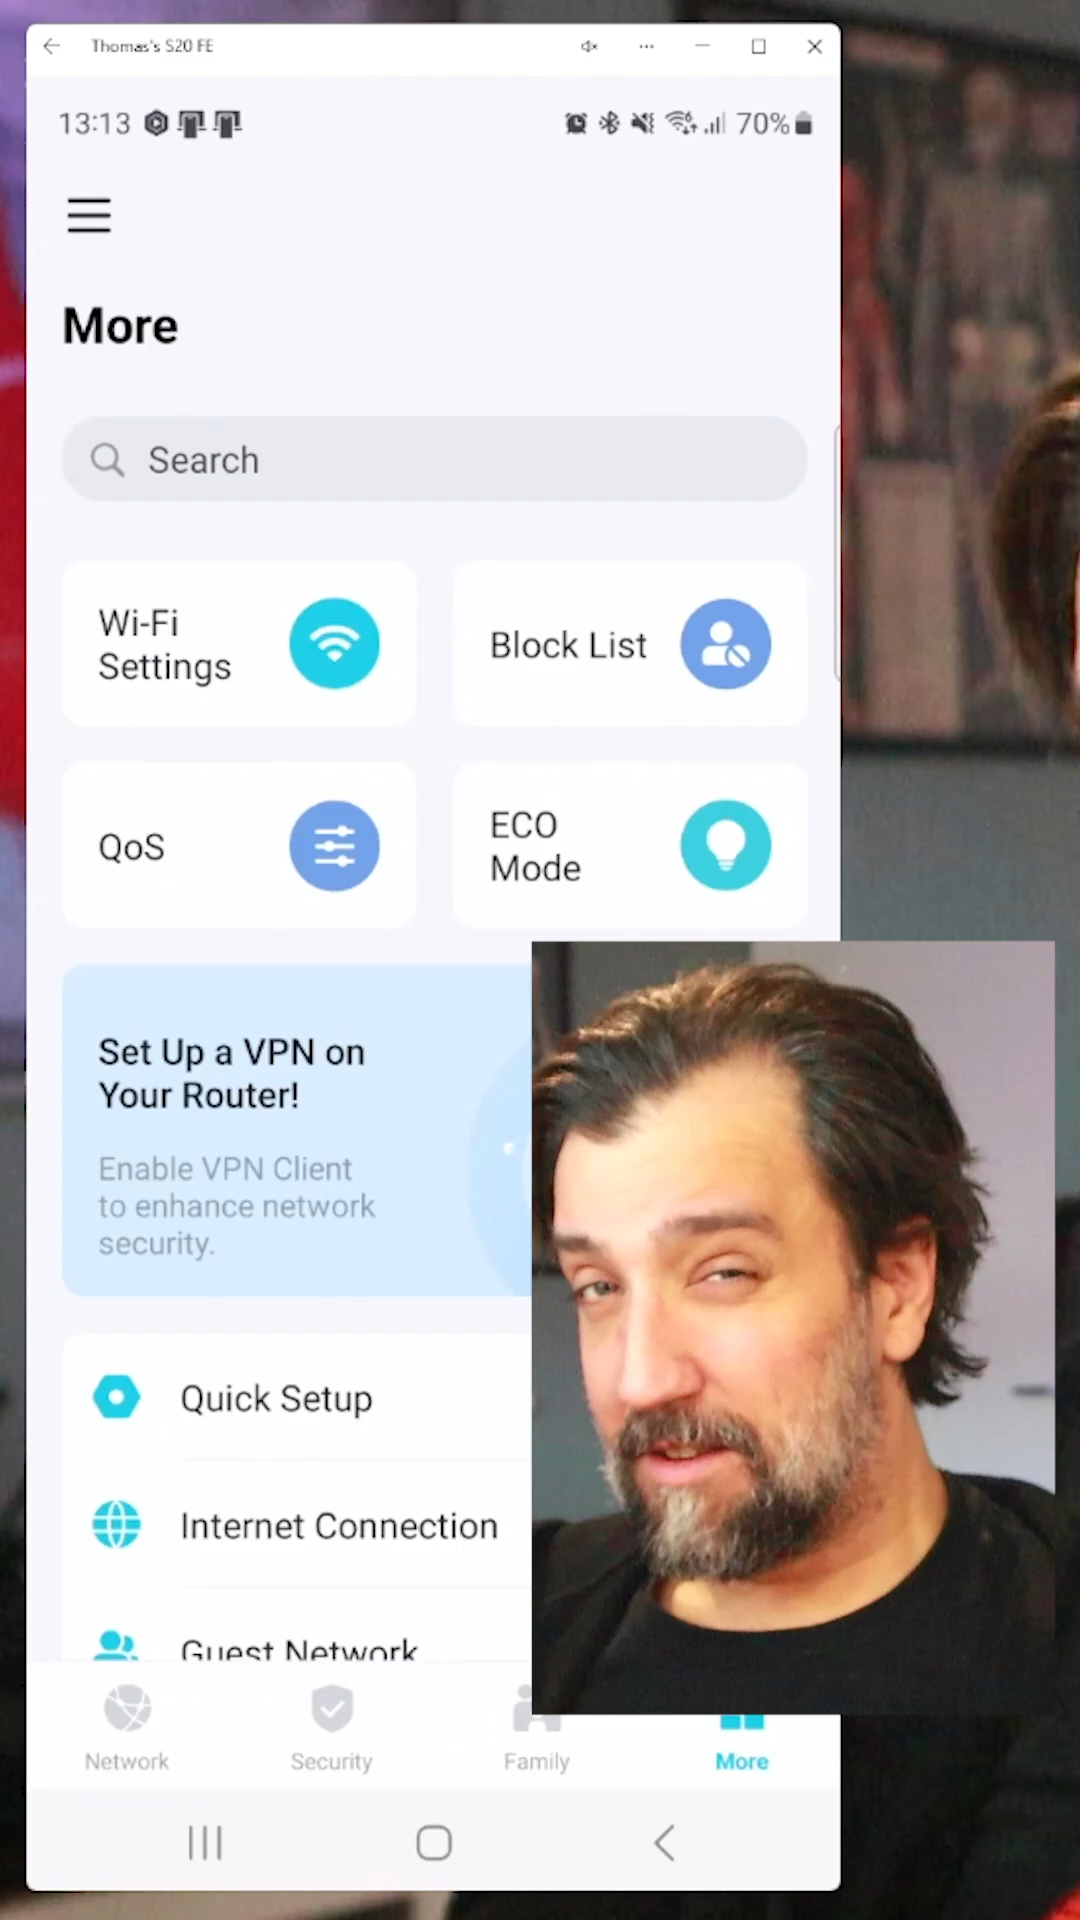 Thomas's S20 FE
13:13
70%
More
Search
Wi-Fi
Settings
Block List
QoS
ECO
Mode
Set Up a VPN on
Your Router!
Enable VPN Client
to enhance network
security.
Quick Setup
Internet Connection
Guest Network
Network
Security
Family
More